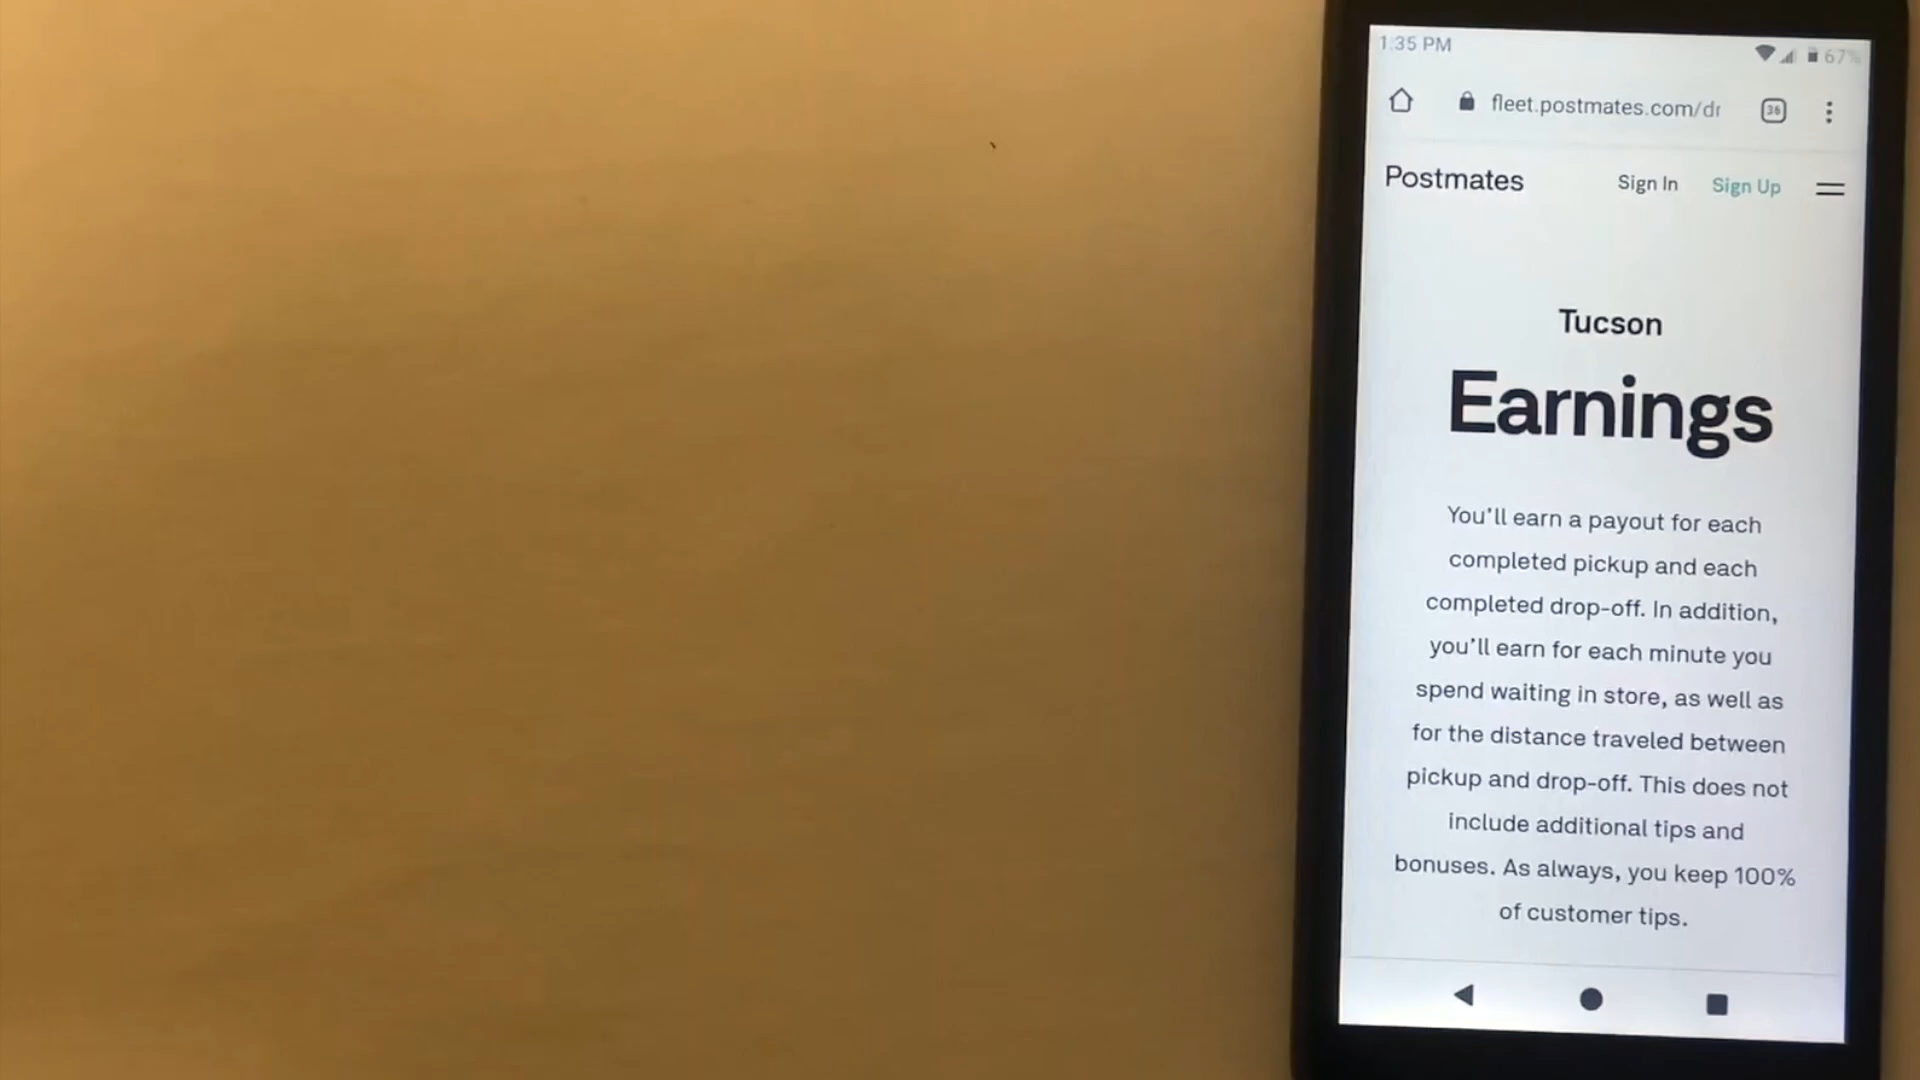 1:35 PM
67%
fleet.postmates.com/dr
36
Postmates
Sign In
Sign Up
Tucson
Earnings
You'll earn a payout for each
completed pickup and each
completed drop-off. In addition,
you'll earn for each minute you
spend waiting in store, as well as
for the distance traveled between
pickup and drop-off. This does not
include additional tips and
bonuses. As always, you keep 100%
of customer tips.